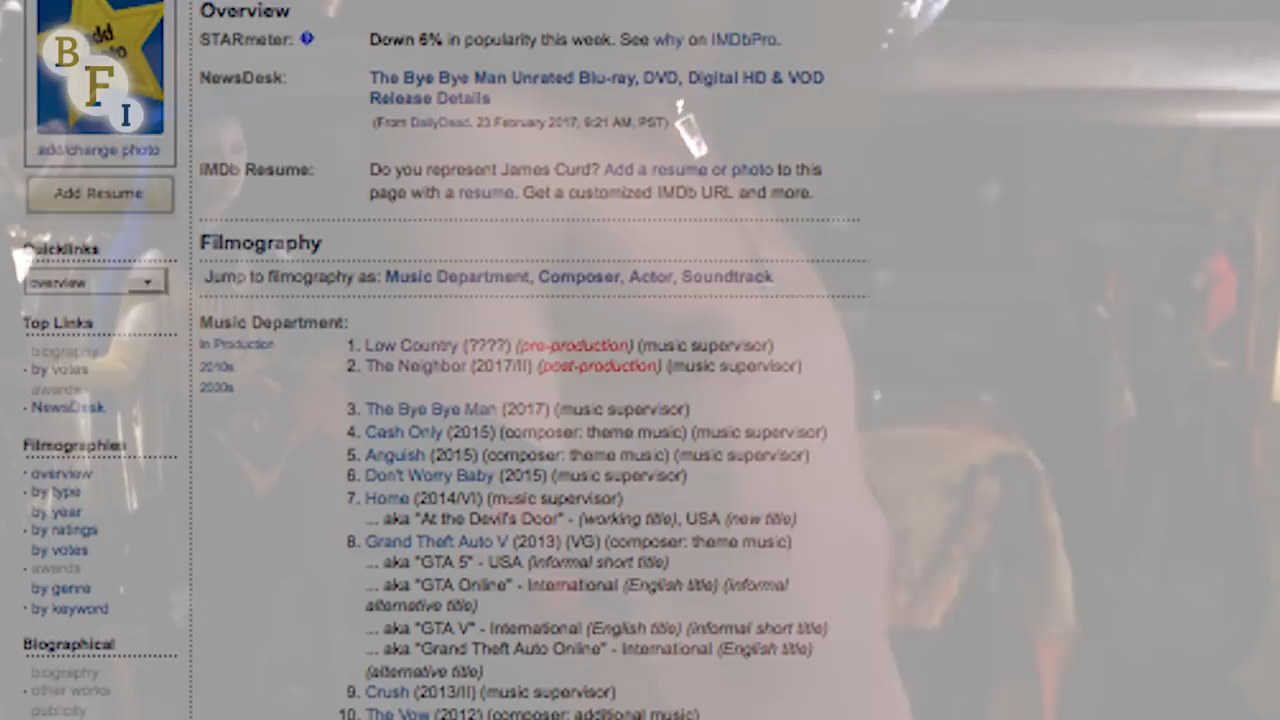 dd
to
B
F
I
add/change photo
Add Resume
Quicklinks
overview
Top Links
biography
· by votes
awards
· NewsDesk
Filmographies
· overview
· by type
by year
· by ratings
by votes
· awards
by genre
· by keyword
Biographical
biography
· other works
publicity
Overview
STARmeter: Down 6% in popularity this week. See why on IMDbPro.
NewsDesk: The Bye Bye Man Unrated Blu-ray, DVD, Digital HD & VOD
Release Details
(From DailyDead. 23 February 2017, 9:21 AM, PST)
IMDb Resume: Do you represent James Curd? Add a resume or photo to this
page with a resume. Get a customized IMDb URL and more.
Filmography
Jump to filmography as: Music Department, Composer, Actor, Soundtrack
Music Department:
In Production
2010s
2000s
1. Low Country (????) (pre-production) (music supervisor)
2. The Neighbor (2017/II) (post-production) (music supervisor)
3. The Bye Bye Man (2017) (music supervisor)
4. Cash Only (2015) (composer: theme music) (music supervisor)
5. Anguish (2015) (composer: theme music) (music supervisor)
6. Don't Worry Baby (2015) (music supervisor)
7. Home (2014/VI) (music supervisor)
... aka "At the Devil's Door" - (working title), USA (new title)
8. Grand Theft Auto V (2013) (VG) (composer: theme music)
... aka "GTA 5" - USA (informal short title)
... aka "GTA Online" - International (English title) (informal
alternative title)
... aka "GTA V" - International (English title) (informal short title)
... aka "Grand Theft Auto Online" - International (English title)
(alternative title)
9. Crush (2013/II) (music supervisor)
10. The Vow (2012) (composer: additional music)